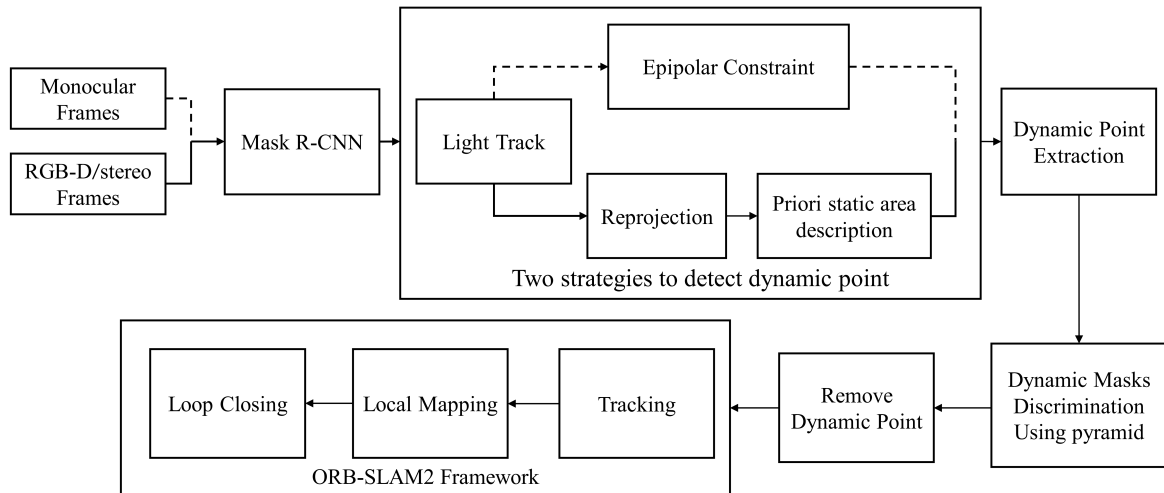 Monocular
Frames
RGB-D/stereo
Frames
Mask R-CNN
Light Track
Epipolar Constraint
Reprojection
Priori static area
description
Two strategies to detect dynamic point
Dynamic Point
Extraction
Dynamic Masks
Discrimination
Using pyramid
Remove
Dynamic Point
Tracking
Local Mapping
Loop Closing
ORB-SLAM2 Framework